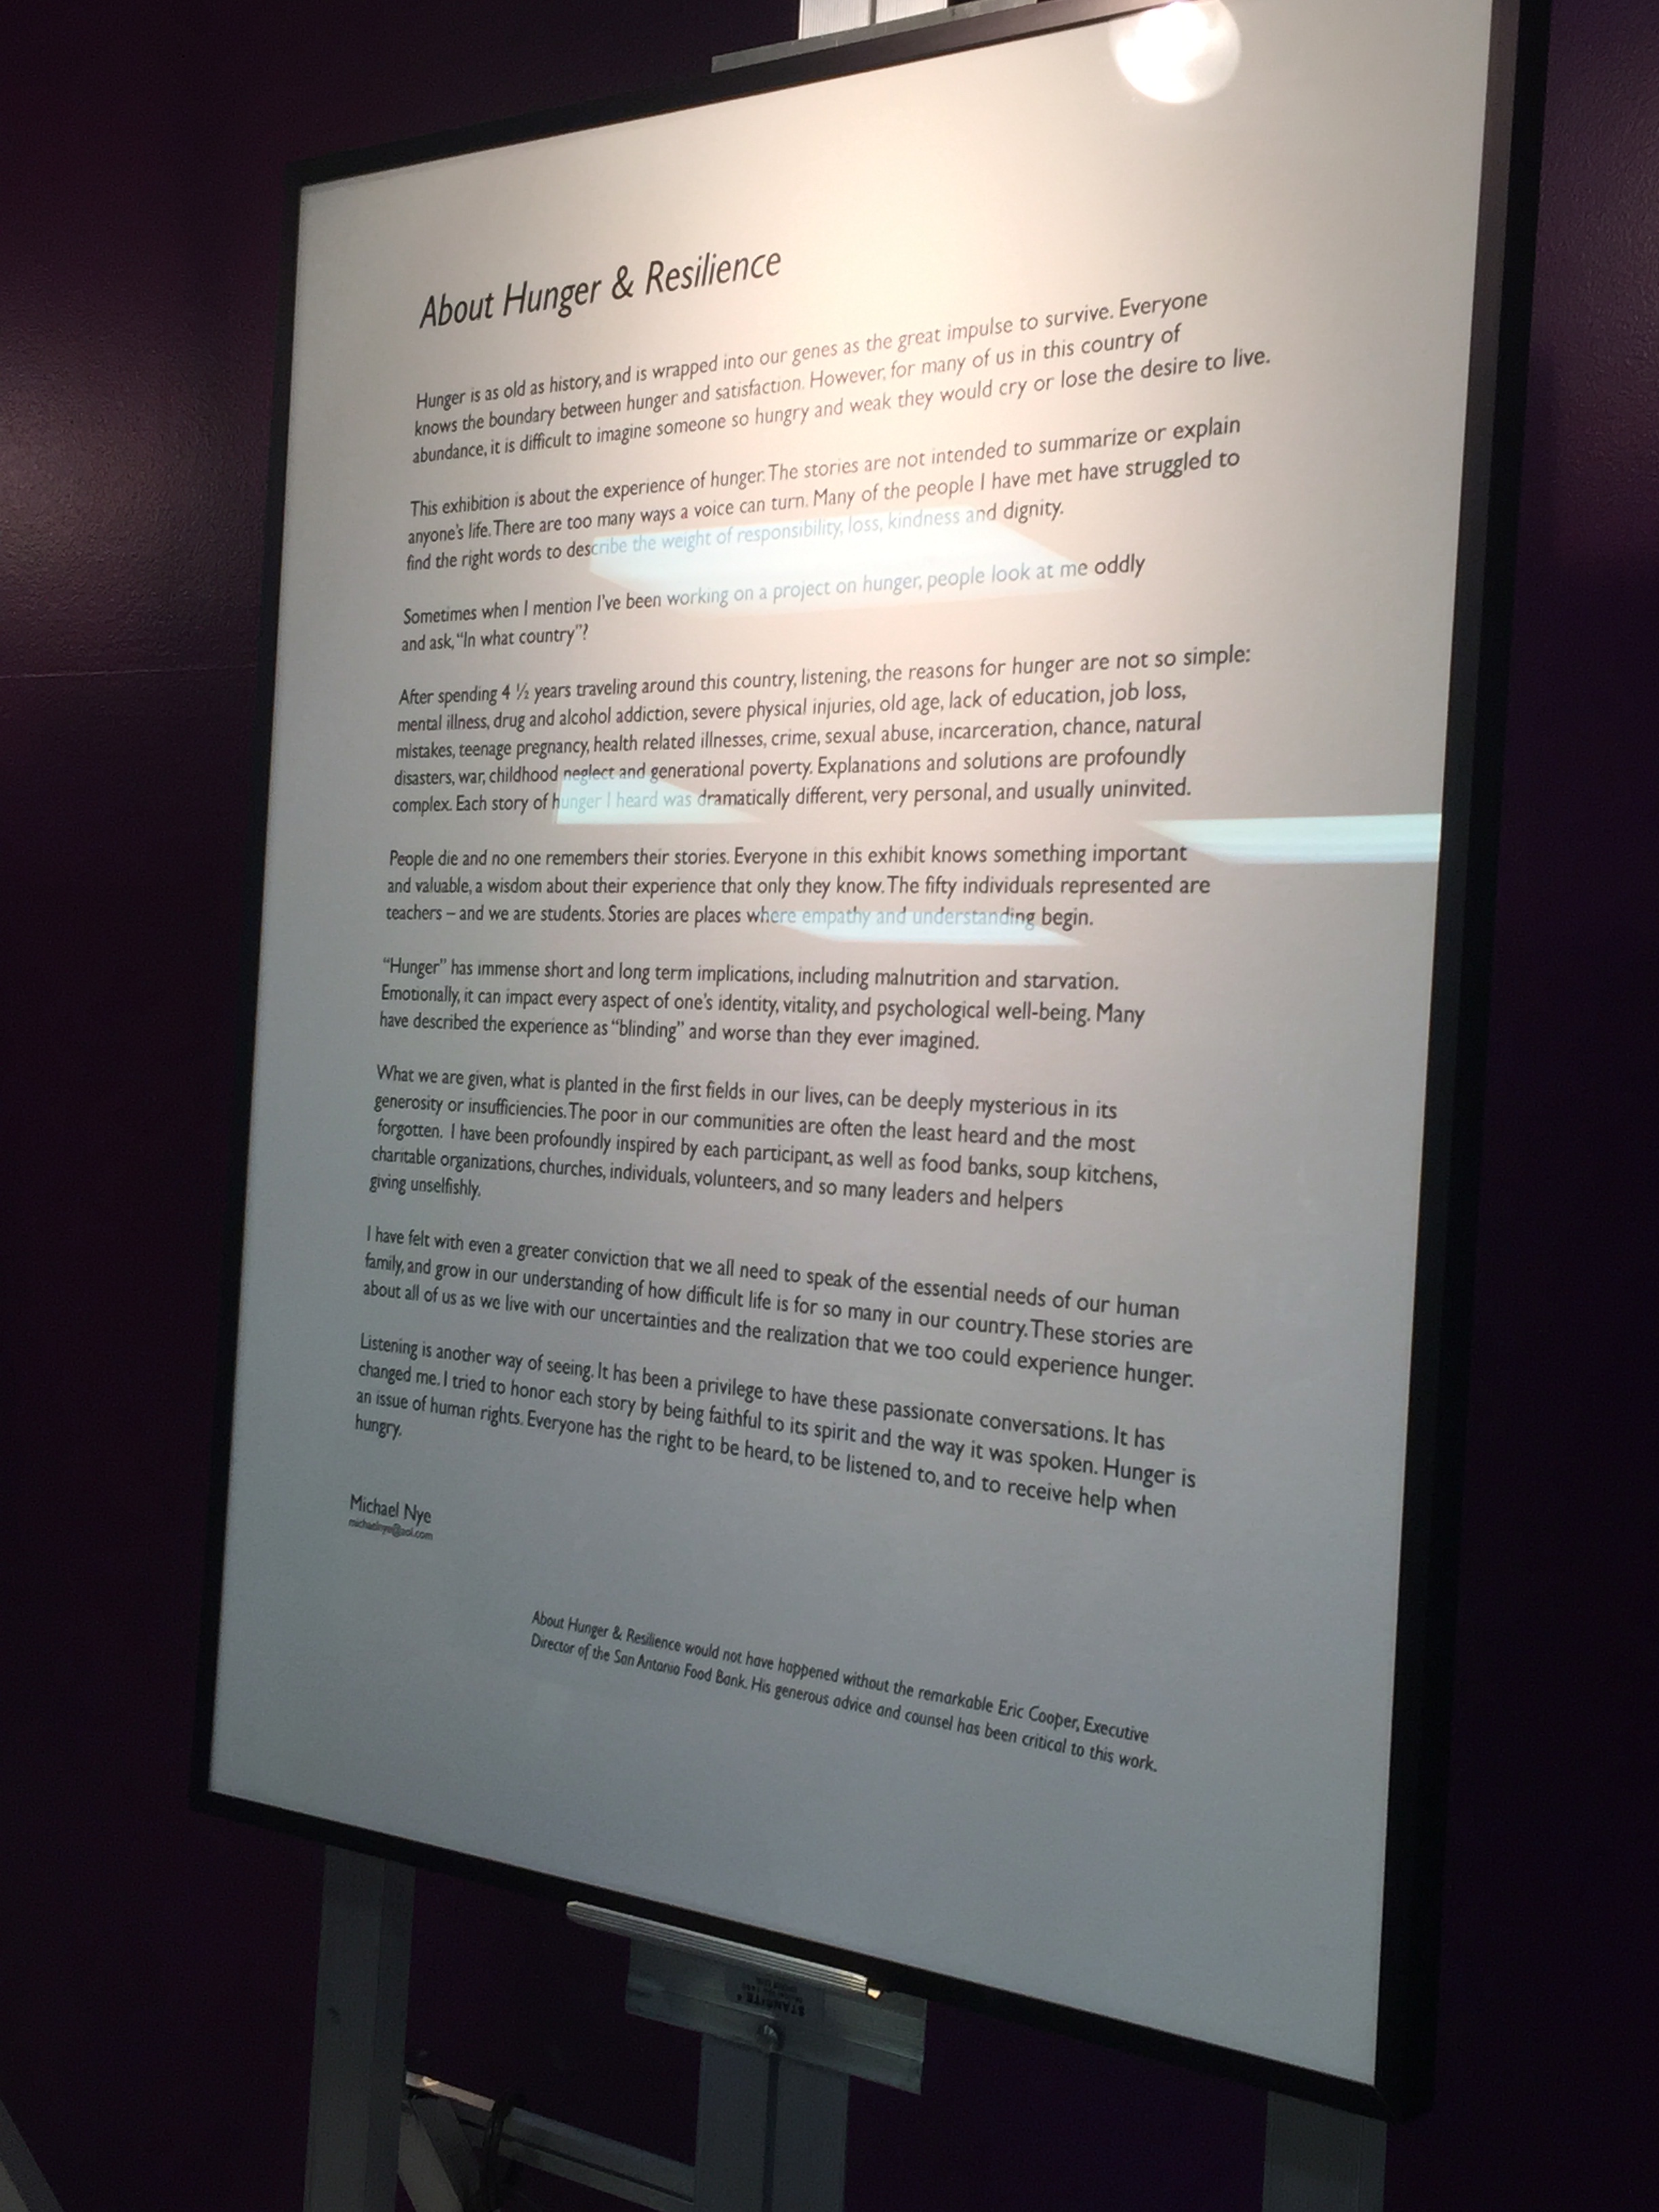 About Hunger & Resilience
Hunger is as old as history, and is wrapped into our genes as the great impulse to survive. Everyone
knows the boundary between hunger and satisfaction. However, for many of us in this country of
abundance, it is difficult to imagine someone so hungry and weak they would cry or lose the desire to live.
This exhibition is about the experience of hunger. The stories are not intended to summarize or explain
anyone's life. There are too many ways a voice can turn. Many of the people I have met have struggled to
find the right words to describe the weight of responsibility, loss, kindness and dignity.
Sometimes when I mention I've been working on a project on hunger, people look at me oddly
and ask, "In what country"?
After spending 4 ½ years traveling around this country, listening, the reasons for hunger are not so simple:
mental illness, drug and alcohol addiction, severe physical injuries, old age, lack of education, job loss,
mistakes, teenage pregnancy, health related illnesses, crime, sexual abuse, incarceration, chance, natural
disasters, war, childhood neglect and generational poverty. Explanations and solutions are profoundly
complex. Each story of hunger I heard was dramatically different, very personal, and usually uninvited.
People die and no one remembers their stories. Everyone in this exhibit knows something important
and valuable, a wisdom about their experience that only they know. The fifty individuals represented are
teachers – and we are students. Stories are places where empathy and understanding begin.
"Hunger" has immense short and long term implications, including malnutrition and starvation.
Emotionally, it can impact every aspect of one's identity, vitality, and psychological well-being. Many
have described the experience as "blinding" and worse than they ever imagined.
What we are given, what is planted in the first fields in our lives, can be deeply mysterious in its
generosity or insufficiencies. The poor in our communities are often the least heard and the most
forgotten. I have been profoundly inspired by each participant, as well as food banks, soup kitchens,
charitable organizations, churches, individuals, volunteers, and so many leaders and helpers
giving unselfishly.
I have felt with even a greater conviction that we all need to speak of the essential needs of our human
family, and grow in our understanding of how difficult life is for so many in our country. These stories are
about all of us as we live with our uncertainties and the realization that we too could experience hunger.
Listening is another way of seeing. It has been a privilege to have these passionate conversations. It has
changed me. I tried to honor each story by being faithful to its spirit and the way it was spoken. Hunger is
an issue of human rights. Everyone has the right to be heard, to be listened to, and to receive help when
hungry.
Michael Nye
michaelnye@aol.com
About Hunger & Resilience would not have happened without the remarkable Eric Cooper, Executive
Director of the San Antonio Food Bank. His generous advice and counsel has been critical to this work.